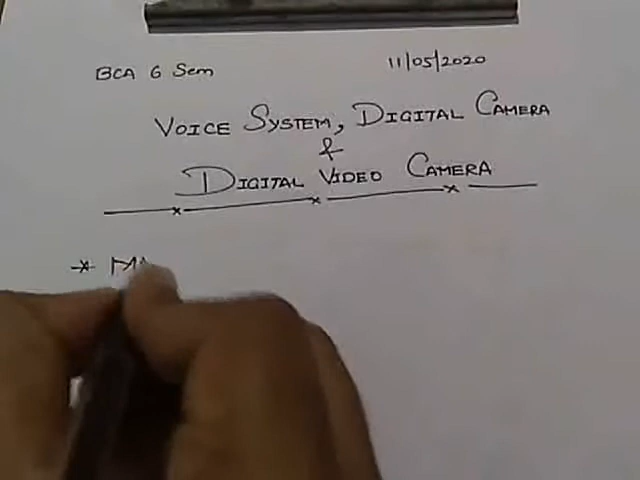 BCA 6 Sem
11/05/2020
VOICE SYSTEM, DIGITAL CAMERA
&
DIGITAL VIDEO CAMERA